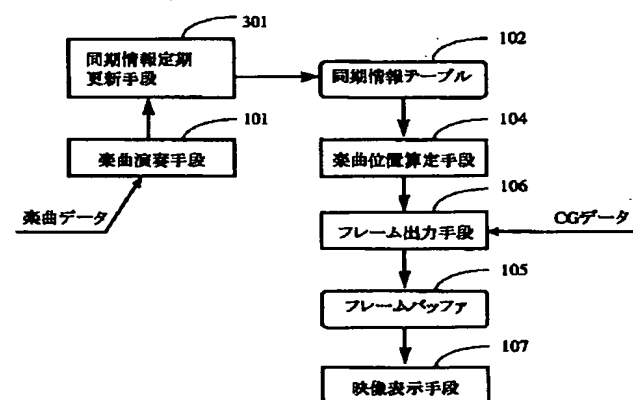 301
同期情報定期
更新手段
102
同期情報テーブル
101
楽曲演奏手段
104
楽曲位置算定手段
106
楽曲データ
フレーム出力手段
CGデータ
105
フレームバッファ
107
映像表示手段